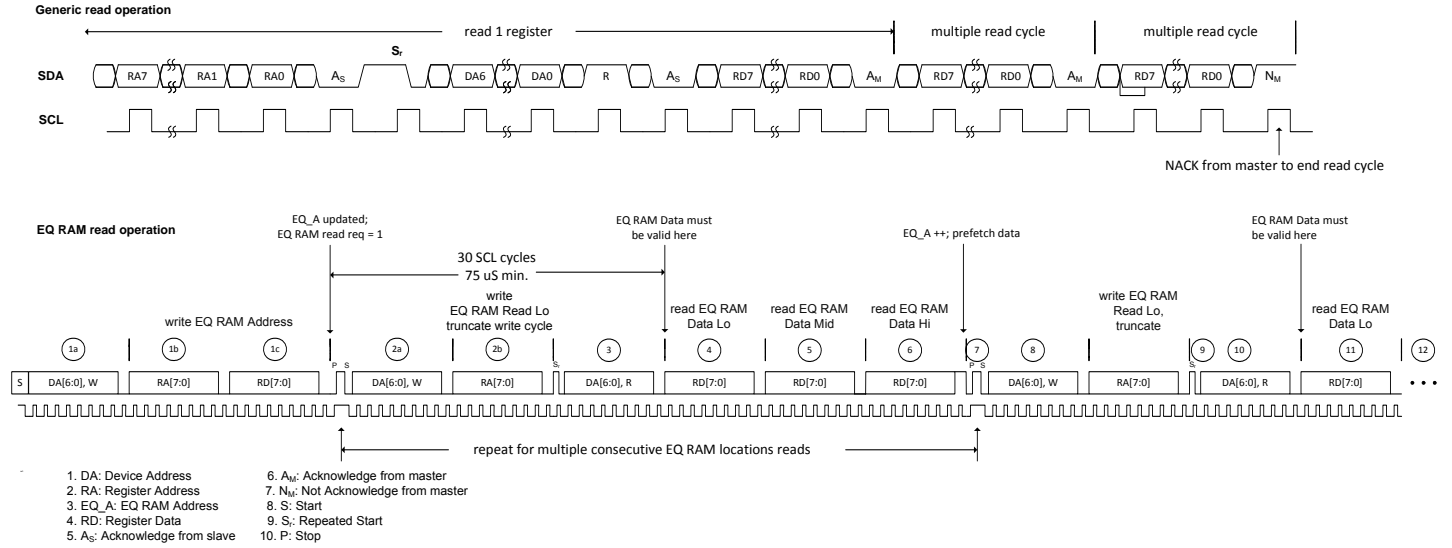 Generic read operation
read 1 register
multiple read cycle
multiple read cycle
Sr
SDA
RA7
RA1
RA0
AS
DA6
DA0
R
AS
RD7
RD0
AM
RD7
RD0
AM
RD7
RD0
NM
SCL
NACK from master to end read cycle
EQ RAM read operation
EQ_A updated;
EQ RAM read req = 1
EQ RAM Data must
be valid here
EQ_A ++; prefetch data
EQ RAM Data must
be valid here
30 SCL cycles
75 uS min.
write EQ RAM Address
write
EQ RAM Read Lo
truncate write cycle
read EQ RAM
Data Lo
read EQ RAM
Data Mid
read EQ RAM
Data Hi
write EQ RAM
Read Lo,
truncate
read EQ RAM
Data Lo
1a
1b
1c
2a
2b
3
4
5
6
7
8
9
10
11
12
P S
Sr
P S
Sr
S
DA[6:0], W
RA[7:0]
RD[7:0]
DA[6:0], W
RA[7:0]
DA[6:0], R
RD[7:0]
RD[7:0]
RD[7:0]
DA[6:0], W
RA[7:0]
DA[6:0], R
RD[7:0]
• • •
repeat for multiple consecutive EQ RAM locations reads
1. DA: Device Address
2. RA: Register Address
3. EQ_A: EQ RAM Address
4. RD: Register Data
5. AS: Acknowledge from slave
6. AM: Acknowledge from master
7. NM: Not Acknowledge from master
8. S: Start
9. Sr: Repeated Start
10. P: Stop